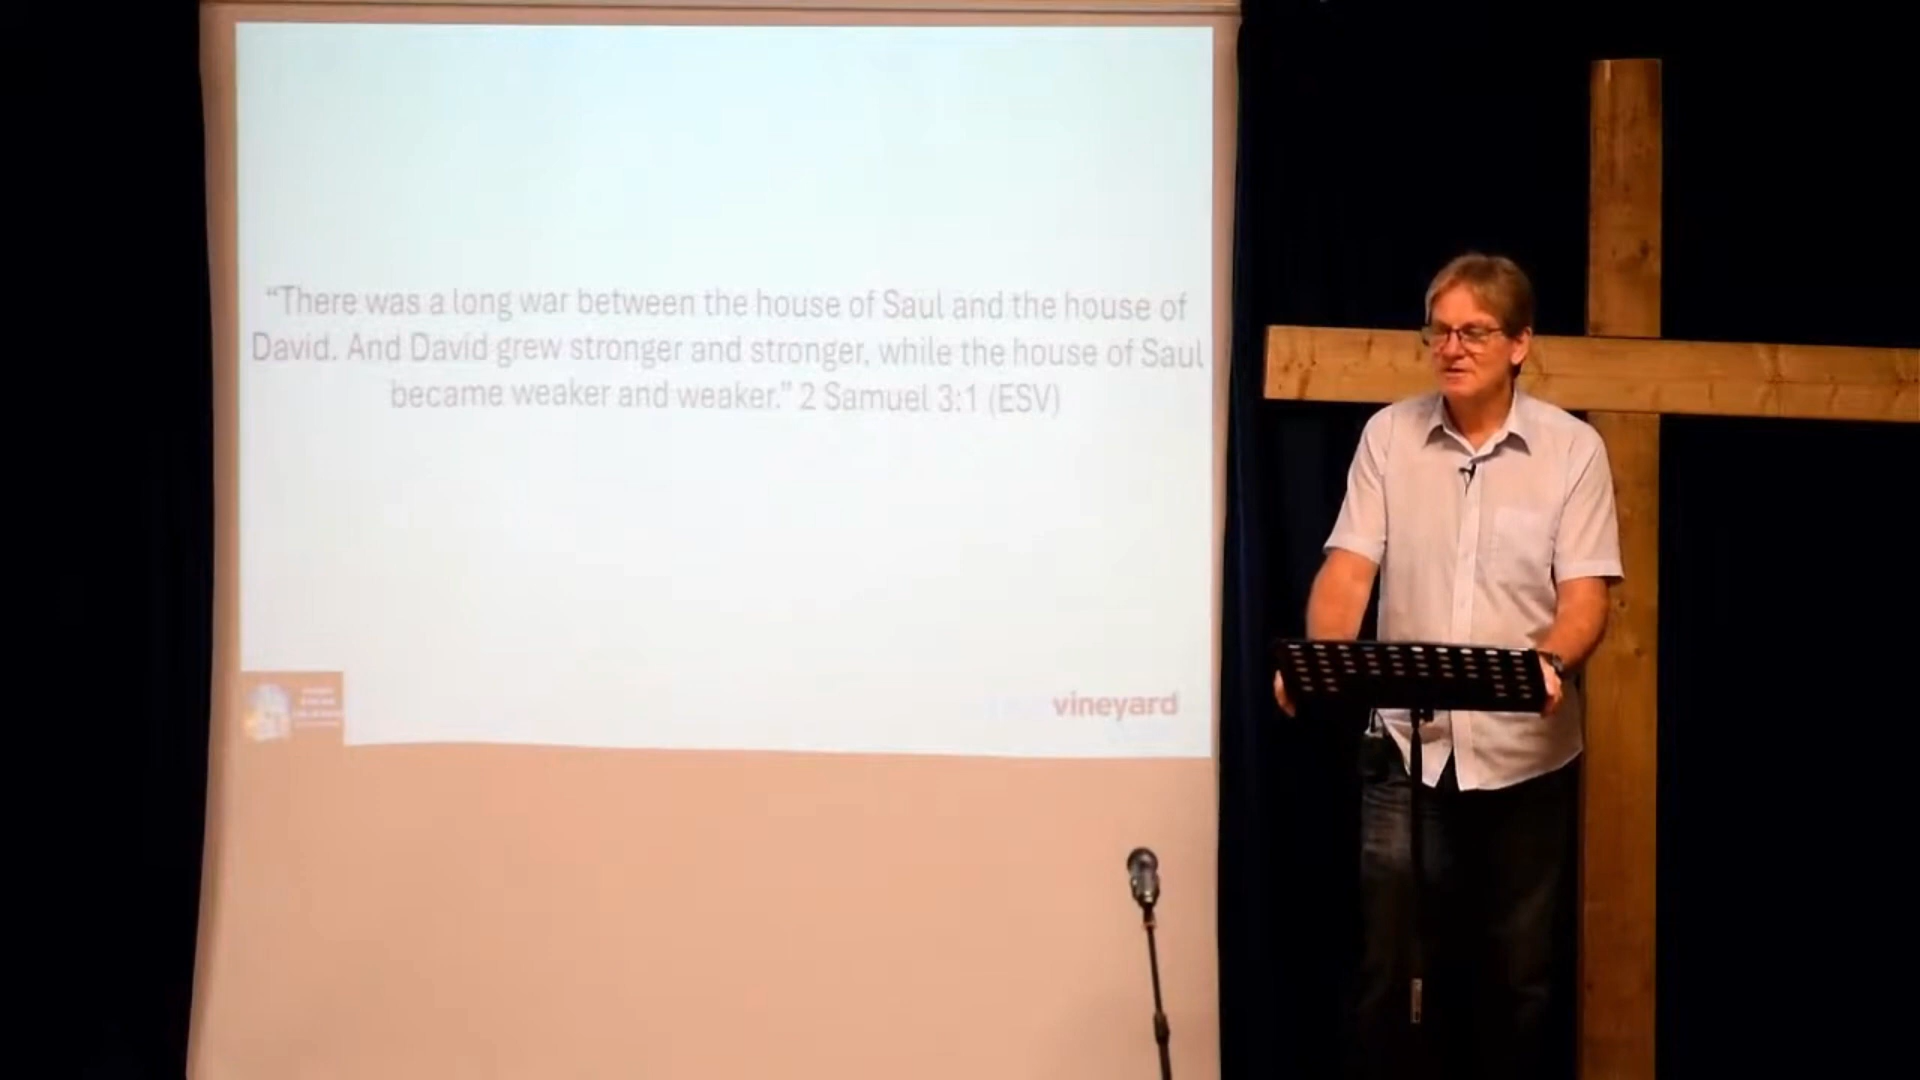 “There was a long war between the house of Saul and the house of
David. And David grew stronger and stronger, while the house of Saul
became weaker and weaker.” 2 Samuel 3:1 (ESV)
vineyard